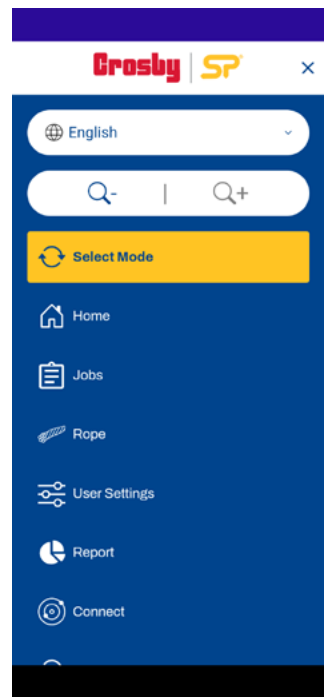 Crosby | SP
English
Select Mode
Home
Jobs
Rope
User Settings
Report
Connect